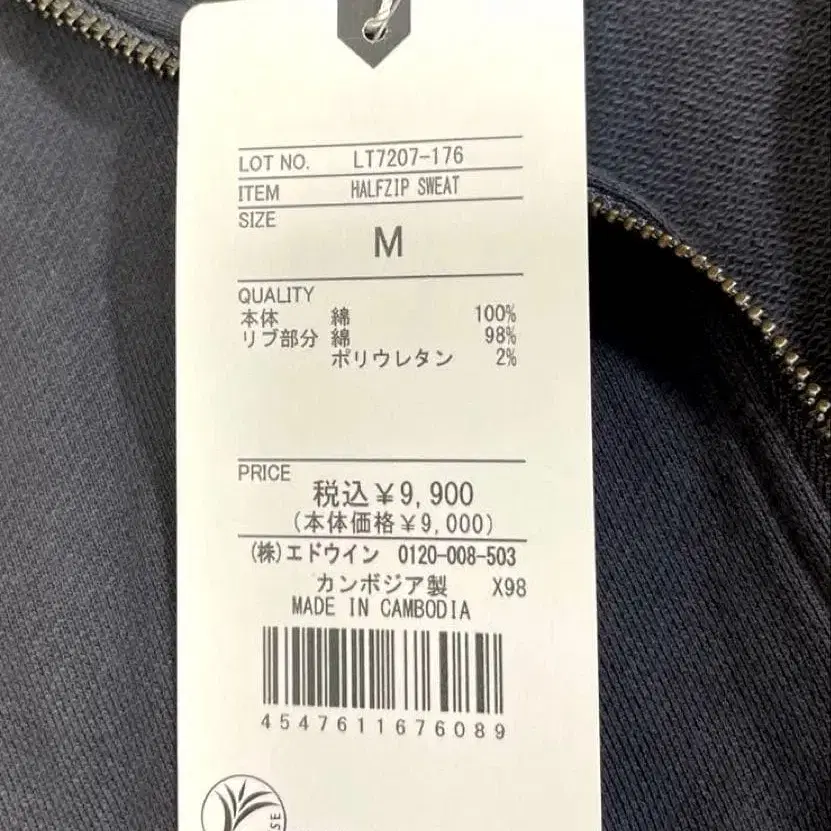 LOT NO. LT7207-176
ITEM HALFZIP SWEAT
SIZE
M
QUALITY
本体 綿 100%
リブ部分 綿 98%
ポリウレタン 2%
PRICE
税込¥9,900
(本体価格¥9,000)
(株)エドウイン 0120-008-503
カンボジア製 X98
MADE IN CAMBODIA
4547611676089